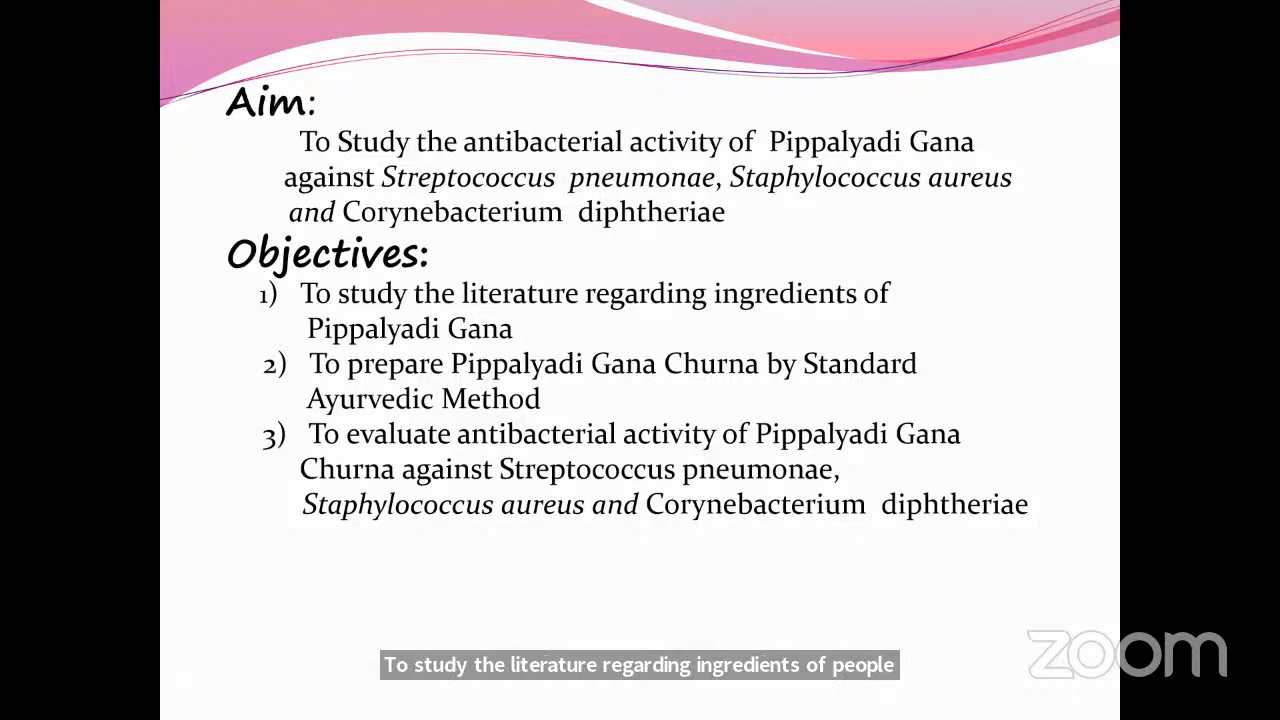 Aim:
To Study the antibacterial activity of Pippalyadi Gana
against Streptococcus pneumonae, Staphylococcus aureus
and Corynebacterium diphtheriae
Objectives:
1) To study the literature regarding ingredients of
Pippalyadi Gana
2) To prepare Pippalyadi Gana Churna by Standard
Ayurvedic Method
3) To evaluate antibacterial activity of Pippalyadi Gana
Churna against Streptococcus pneumonae,
Staphylococcus aureus and Corynebacterium diphtheriae
To study the literature regarding ingredients of people
zoom